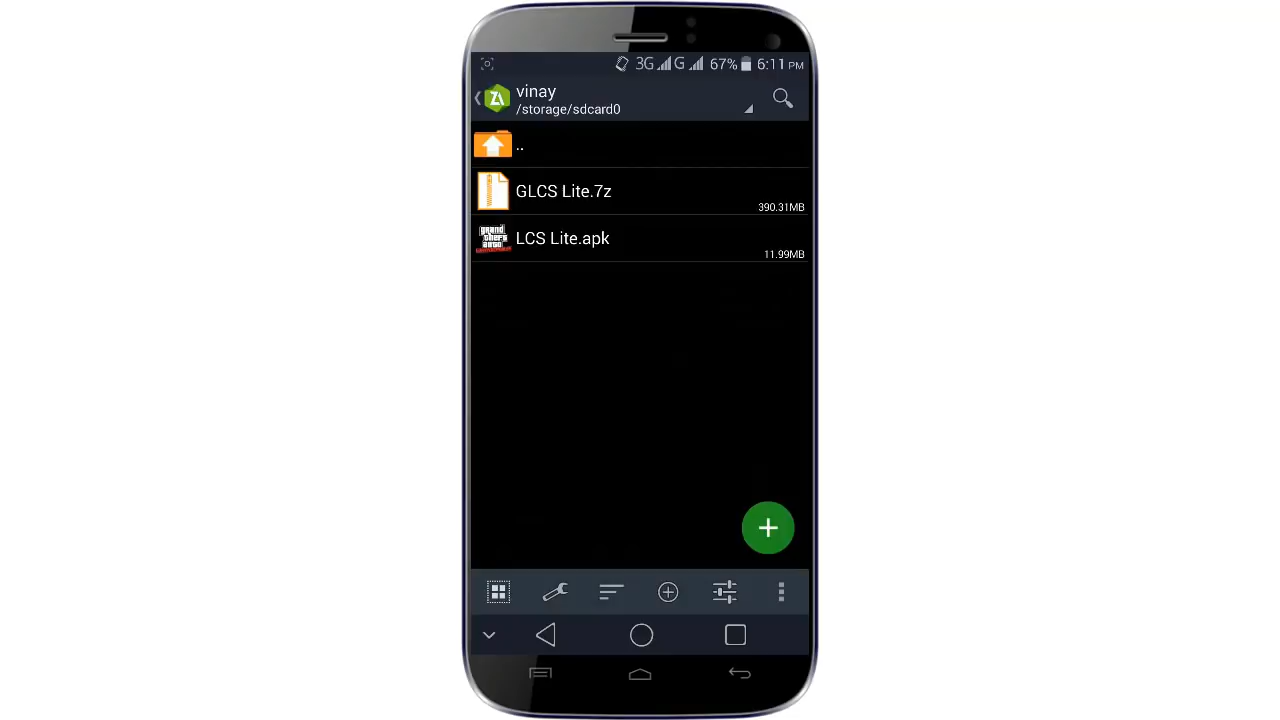 3G G 67% 6:11 PM
vinay
/storage/sdcard0
..
GLCS Lite.7z
390.31MB
LCS Lite.apk
11.99MB